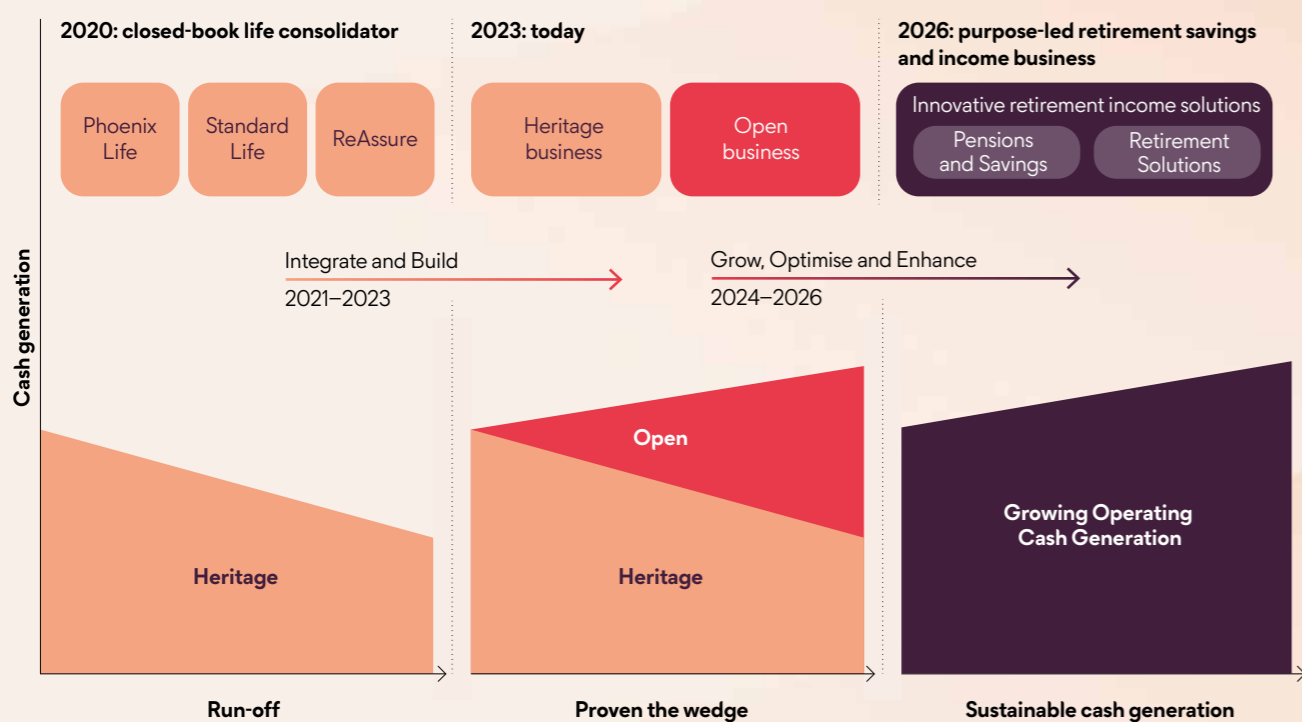 2020: closed-book life consolidator
Phoenix
Life
Standard
Life
ReAssure
2023: today
Heritage
business
Open
business
2026: purpose-led retirement savings
and income business
Innovative retirement income solutions
Pensions
and Savings
Retirement
Solutions
Integrate and Build
2021–2023
Grow, Optimise and Enhance
2024–2026
Cash generation
Heritage
Run-off
Open
Heritage
Proven the wedge
Growing Operating
Cash Generation
Sustainable cash generation